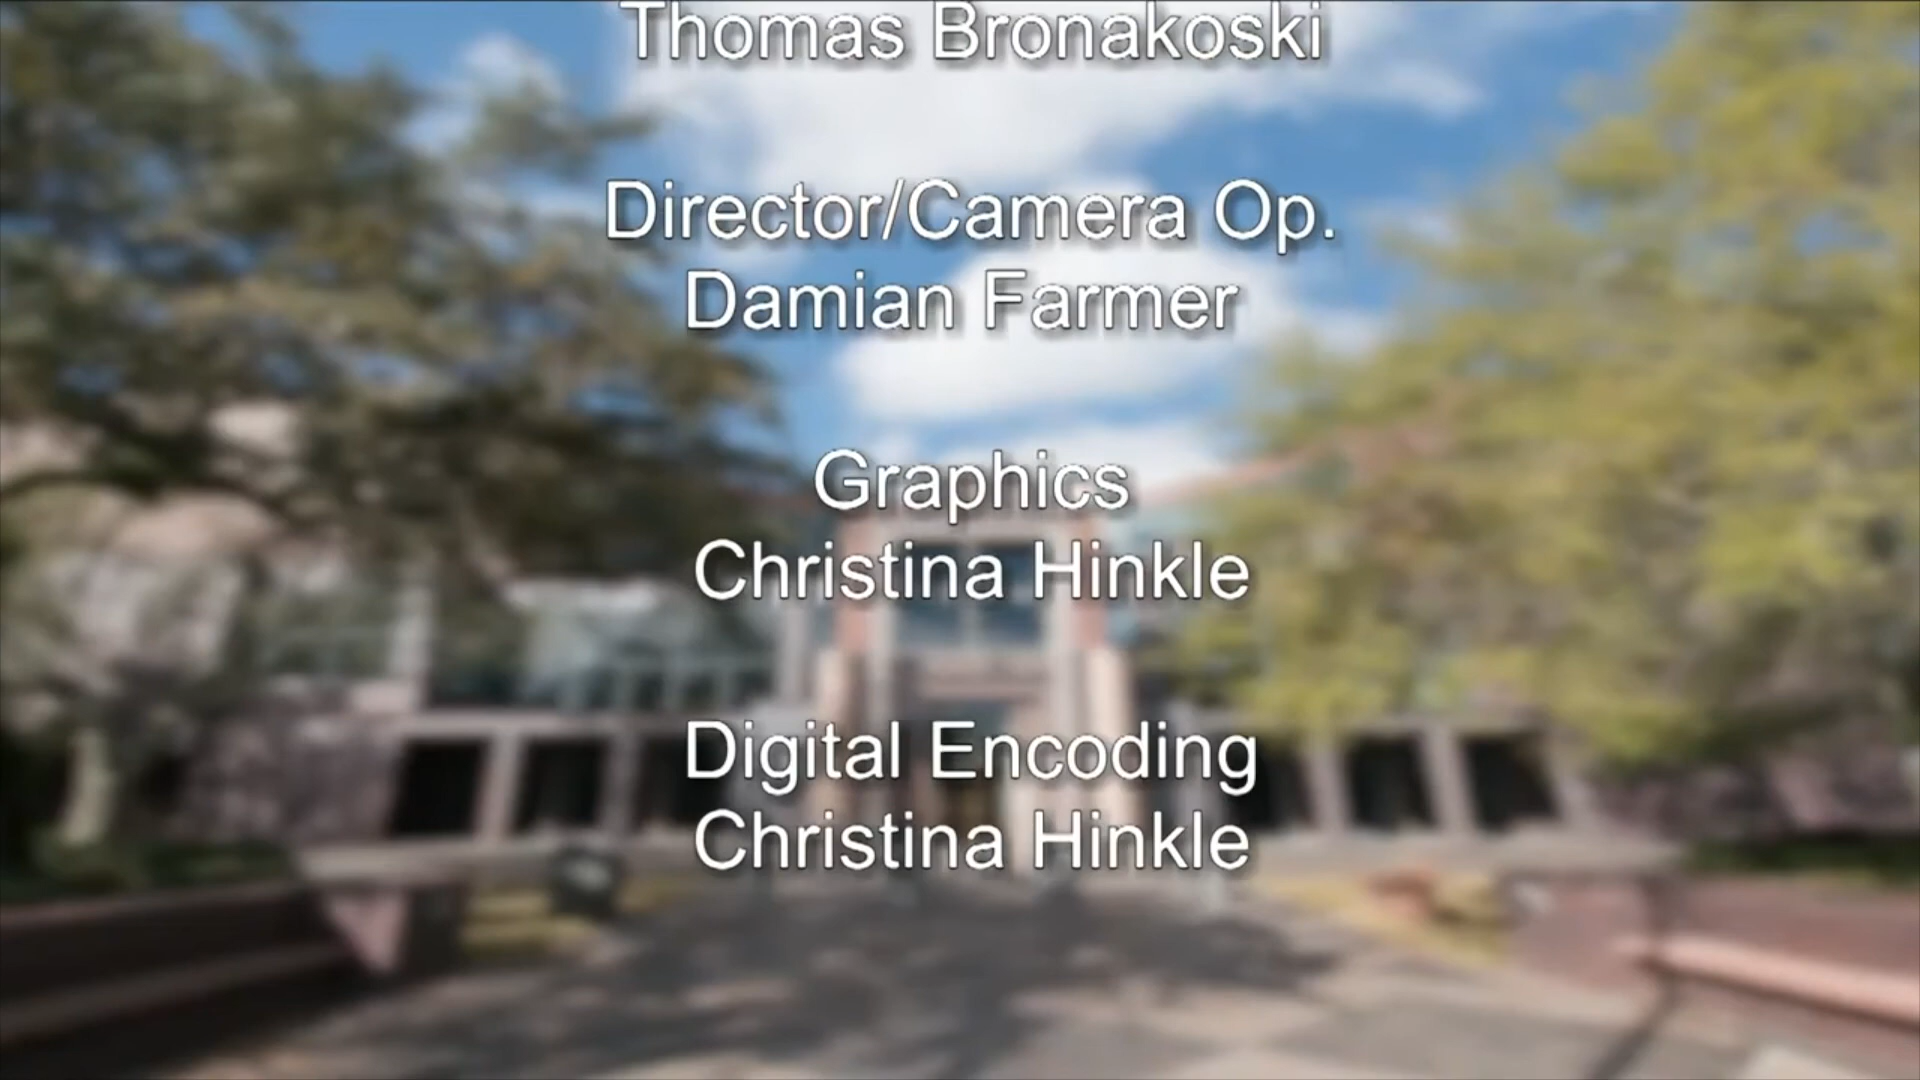 Thomas Bronakoski
Director/Camera Op.
Damian Farmer
Graphics
Christina Hinkle
Digital Encoding
Christina Hinkle